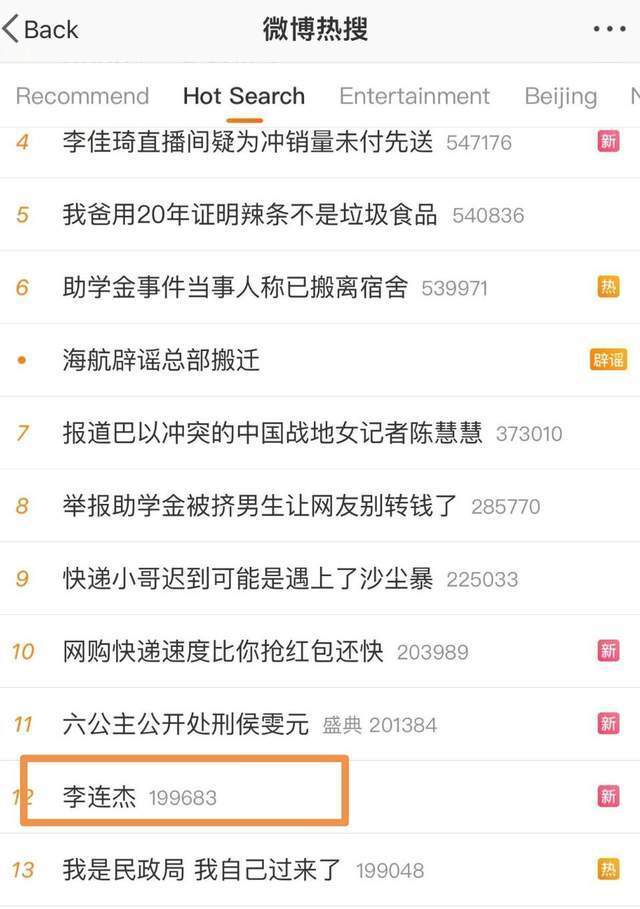 Back 微博热搜 ...
Recommend Hot Search Entertainment Beijing
4 李佳琦直播间疑为冲销量未付先送 547176 新
5 我爸用20年证明辣条不是垃圾食品 540836
6 助学金事件当事人称已搬离宿舍 539971 热
• 海航辟谣总部搬迁 辟谣
7 报道巴以冲突的中国战地女记者陈慧慧 373010
8 举报助学金被挤男生让网友别转钱了 285770
9 快递小哥迟到可能是遇上了沙尘暴 225033
10 网购快递速度比你抢红包还快 203989 新
11 六公主公开处刑侯雯元 盛典 201384 新
12 李连杰 199683 新
13 我是民政局 我自己过来了 199048 热